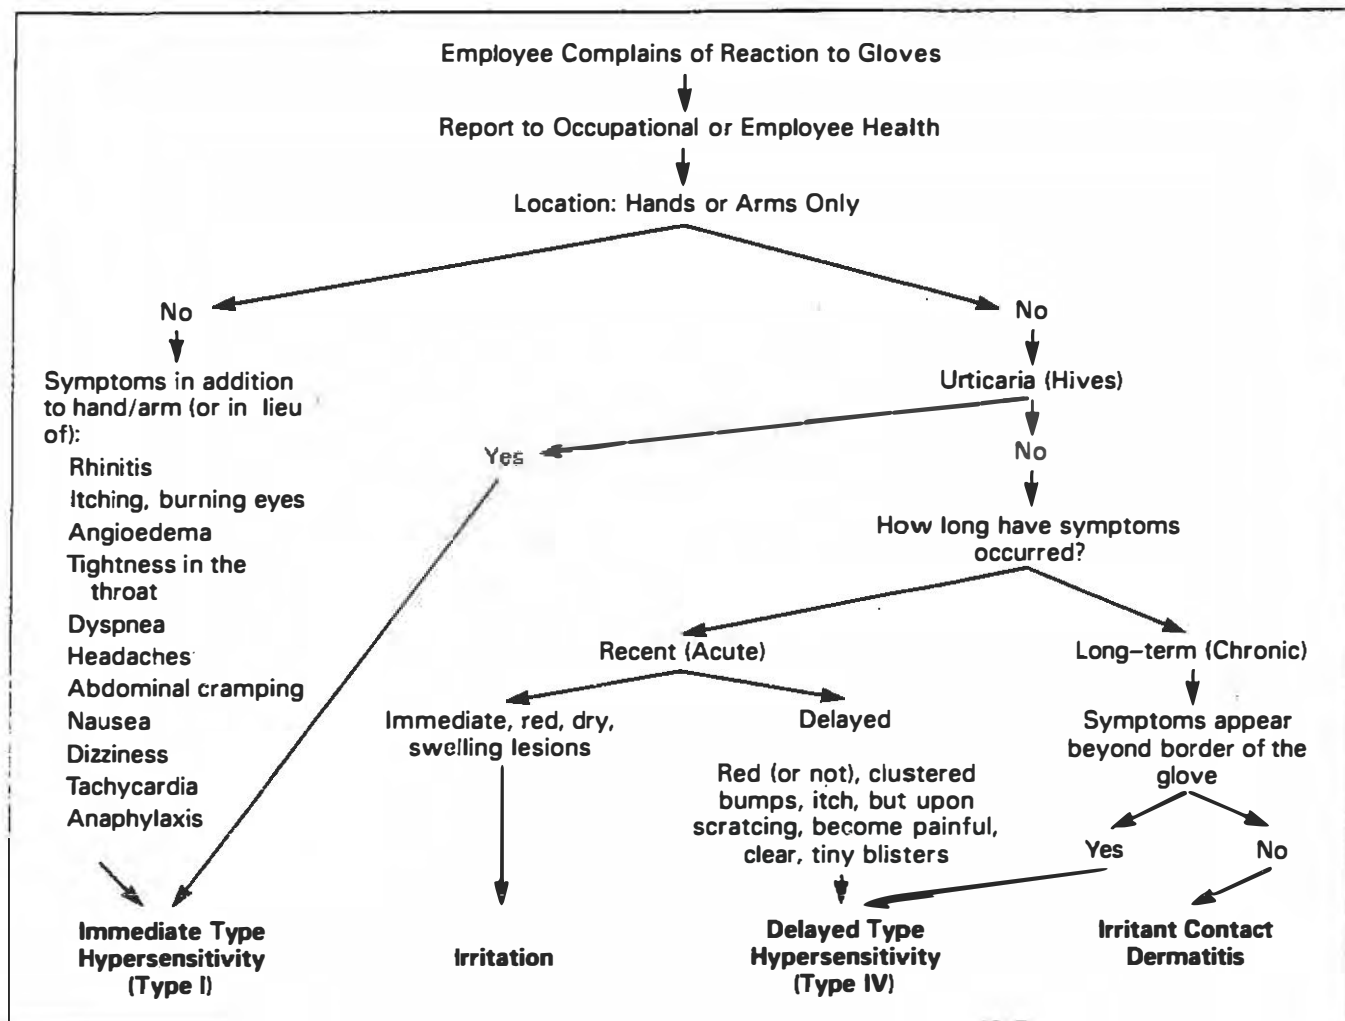 Employee Complains of Reaction to Gloves
Report to Occupational or Employee Health
Location: Hands or Arms Only
No
No
Symptoms in addition
to hand/arm (or in lieu
of):
Rhinitis
Itching, burning eyes
Angioedema
Tightness in the
throat
Dyspnea
Headaches
Abdominal cramping
Nausea
Dizziness
Tachycardia
Anaphylaxis
Urticaria (Hives)
Yes
No
How long have symptoms
occurred?
Recent (Acute)
Long-term (Chronic)
Immediate, red, dry,
swelling lesions
Delayed
Red (or not), clustered
bumps, itch, but upon
scratcing, become painful,
clear, tiny blisters
Symptoms appear
beyond border of the
glove
Yes
No
Immediate Type
Hypersensitivity
(Type I)
Irritation
Delayed Type
Hypersensitivity
(Type IV)
Irritant Contact
Dermatitis